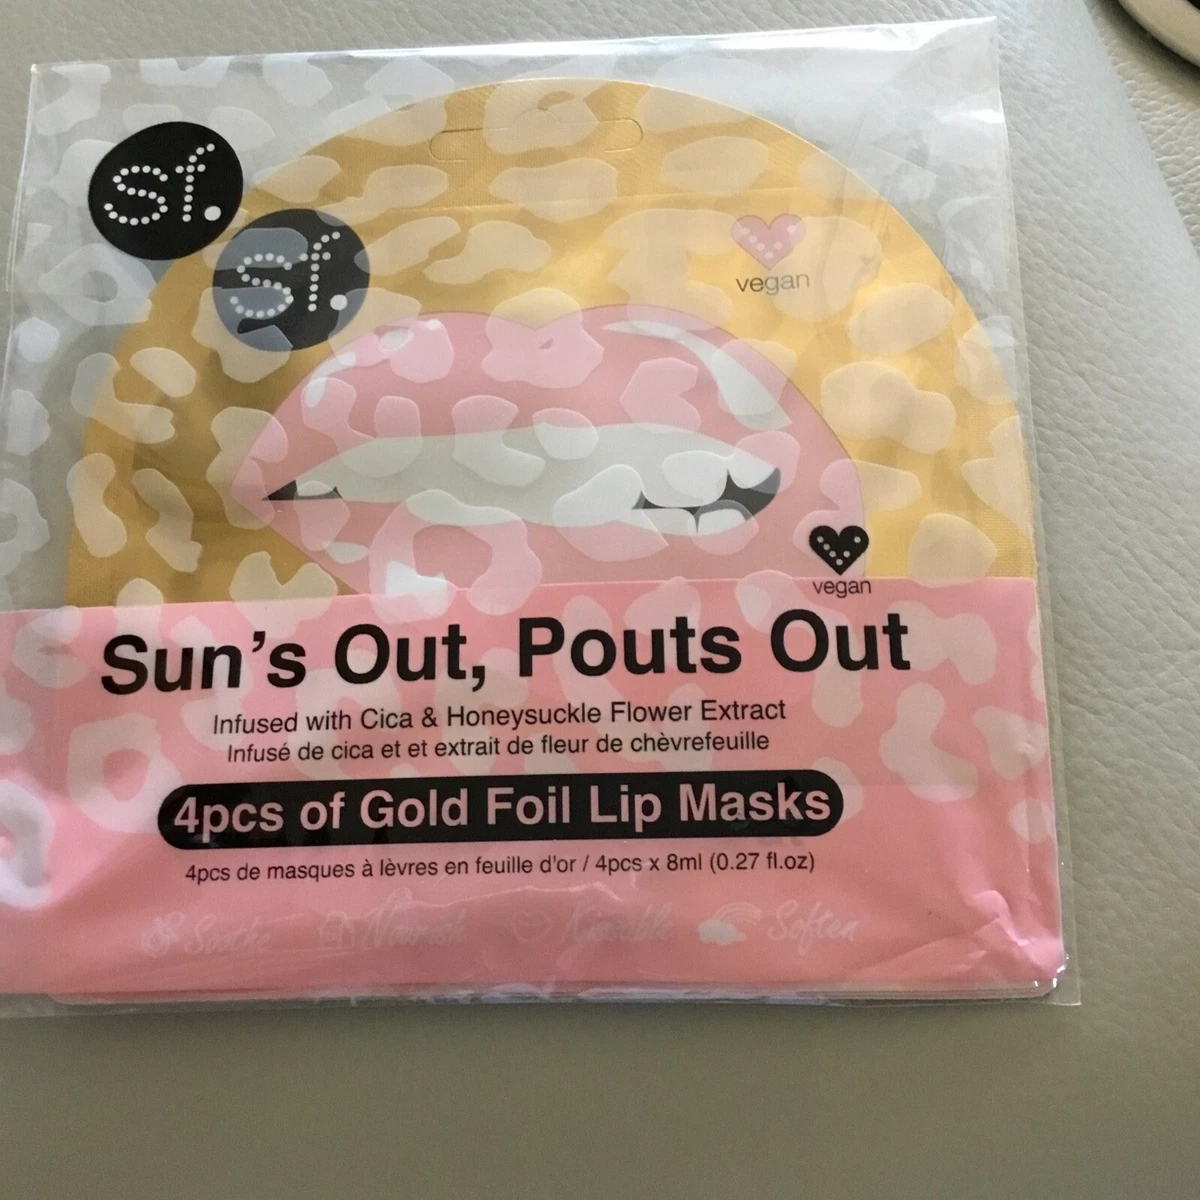 sf.
sf.
vegan
vegan
Sun's Out, Pouts Out
Infused with Cica & Honeysuckle Flower Extract
Infusé de cica et et extrait de fleur de chèvrefeuille
4pcs of Gold Foil Lip Masks
4pcs de masques à lèvres en feuille d'or / 4pcs x 8ml (0.27 fl.oz)
Soothe Nourish Kissable Soften